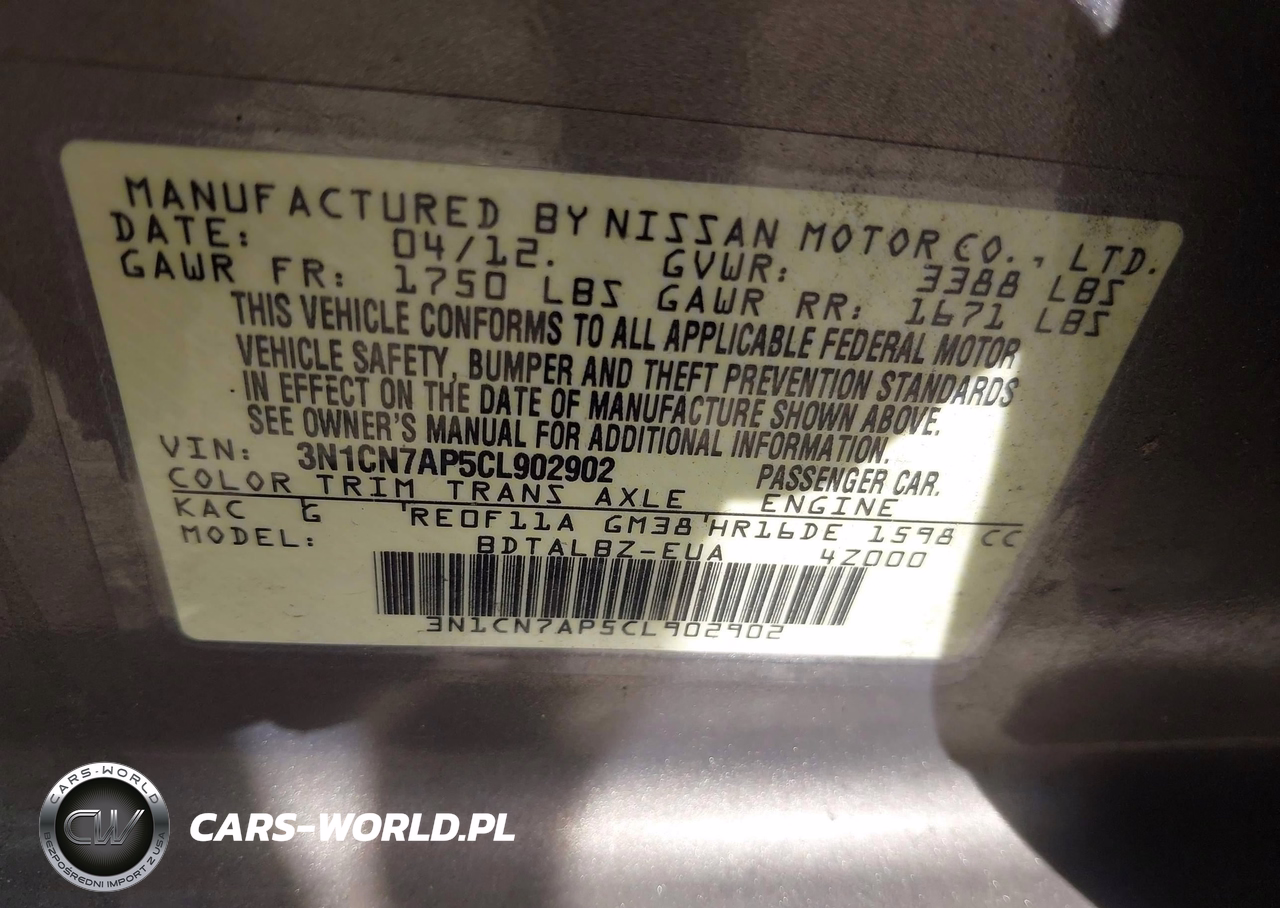 MANUFACTURED BY NISSAN MOTOR CO., LTD.
DATE: 04/12. GVWR: 3388 LBS
GAWR FR: 1750 LBS GAWR RR: 1671 LBS
THIS VEHICLE CONFORMS TO ALL APPLICABLE FEDERAL MOTOR
VEHICLE SAFETY, BUMPER AND THEFT PREVENTION STANDARDS
IN EFFECT ON THE DATE OF MANUFACTURE SHOWN ABOVE.
SEE OWNER'S MANUAL FOR ADDITIONAL INFORMATION.
VIN: 3N1CN7AP5CL902902 PASSENGER CAR.
COLOR TRIM TRANS AXLE ENGINE
KAC G RE0F11A GM38 HR16DE 1598 CC
MODEL: BDTALBZ-EUA 4Z000
3N1CN7AP5CL902902
CARS-WORLD
CW
BEZPOŚREDNI IMPORT Z USA
CARS-WORLD.PL